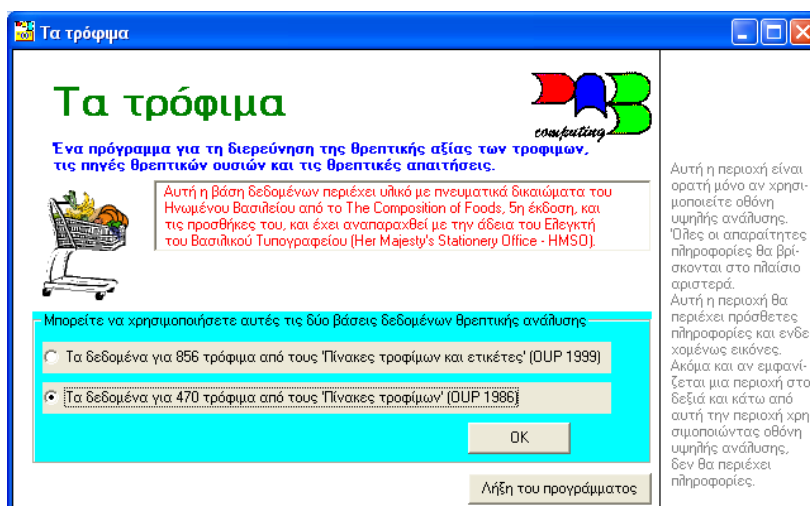 Τα τρόφιμα
Τα τρόφιμα
DAB
computing
Ένα πρόγραμμα για τη διερεύνηση της θρεπτικής αξίας των τροφιμων,
τις πηγές θρεπτικών ουσιών και τις θρεπτικές απαιτήσεις.
Αυτή η βάση δεδομένων περιέχει υλικό με πνευματικά δικαιώματα του
Ηνωμένου Βασιλείου από το The Composition of Foods, 5η έκδοση, και
τις προσθήκες του, και έχει αναπαραχθεί με την άδεια του Ελεγκτή
του Βασιλικού Τυπογραφείου (Her Majesty's Stationery Office - HMSO).
Μπορείτε να χρησιμοποιήσετε αυτές τις δύο βάσεις δεδομένων θρεπτικής ανάλυσης
Τα δεδομένα για 856 τρόφιμα από τους 'Πίνακες τροφίμων και ετικέτες' (OUP 1999)
Τα δεδομένα για 470 τρόφιμα από τους 'Πίνακες τροφίμων' (OUP 1986)
OK
Λήξη του προγράμματος
Αυτή η περιοχή είναι
ορατή μόνο αν χρησι-
μοποιείτε οθόνη
υψηλής ανάλυσης.
Όλες οι απαραίτητες
πληροφορίες θα βρί-
σκονται στο πλαίσιο
αριστερά.
Αυτή η περιοχή θα
περιέχει πρόσθετες
πληροφορίες και ενδε
χομένως εικόνες.
Ακόμα και αν εμφανί-
ζεται μια περιοχή στο
δεξιά και κάτω από
αυτή την περιοχή χρη
σιμοποιώντας οθόνη
υψηλής ανάλυσης,
δεν θα περιέχει
πληροφορίες.